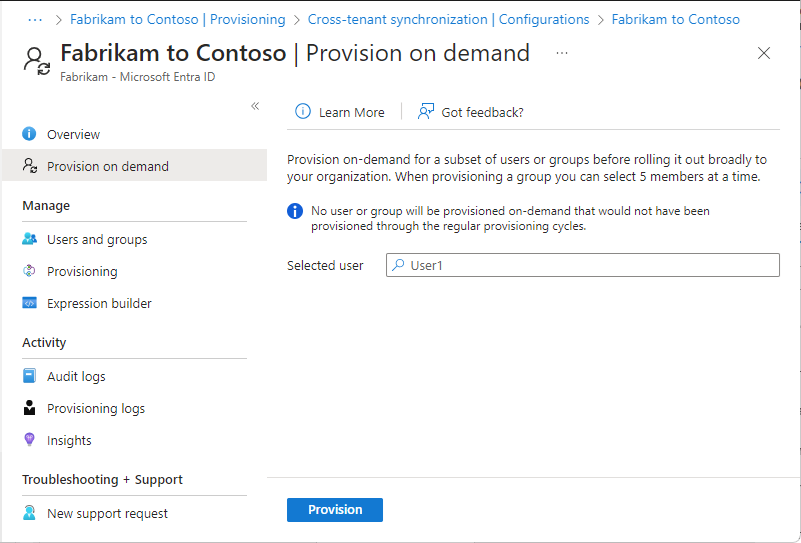 ··· > Fabrikam to Contoso | Provisioning > Cross-tenant synchronization | Configurations > Fabrikam to Contoso
Fabrikam to Contoso | Provision on demand ···
Fabrikam - Microsoft Entra ID
Overview
Provision on demand
Manage
Users and groups
Provisioning
Expression builder
Activity
Audit logs
Provisioning logs
Insights
Troubleshooting + Support
New support request
Learn More | Got feedback?
Provision on-demand for a subset of users or groups before rolling it out broadly to
your organization. When provisioning a group you can select 5 members at a time.
No user or group will be provisioned on-demand that would not have been
provisioned through the regular provisioning cycles.
Selected user User1
Provision